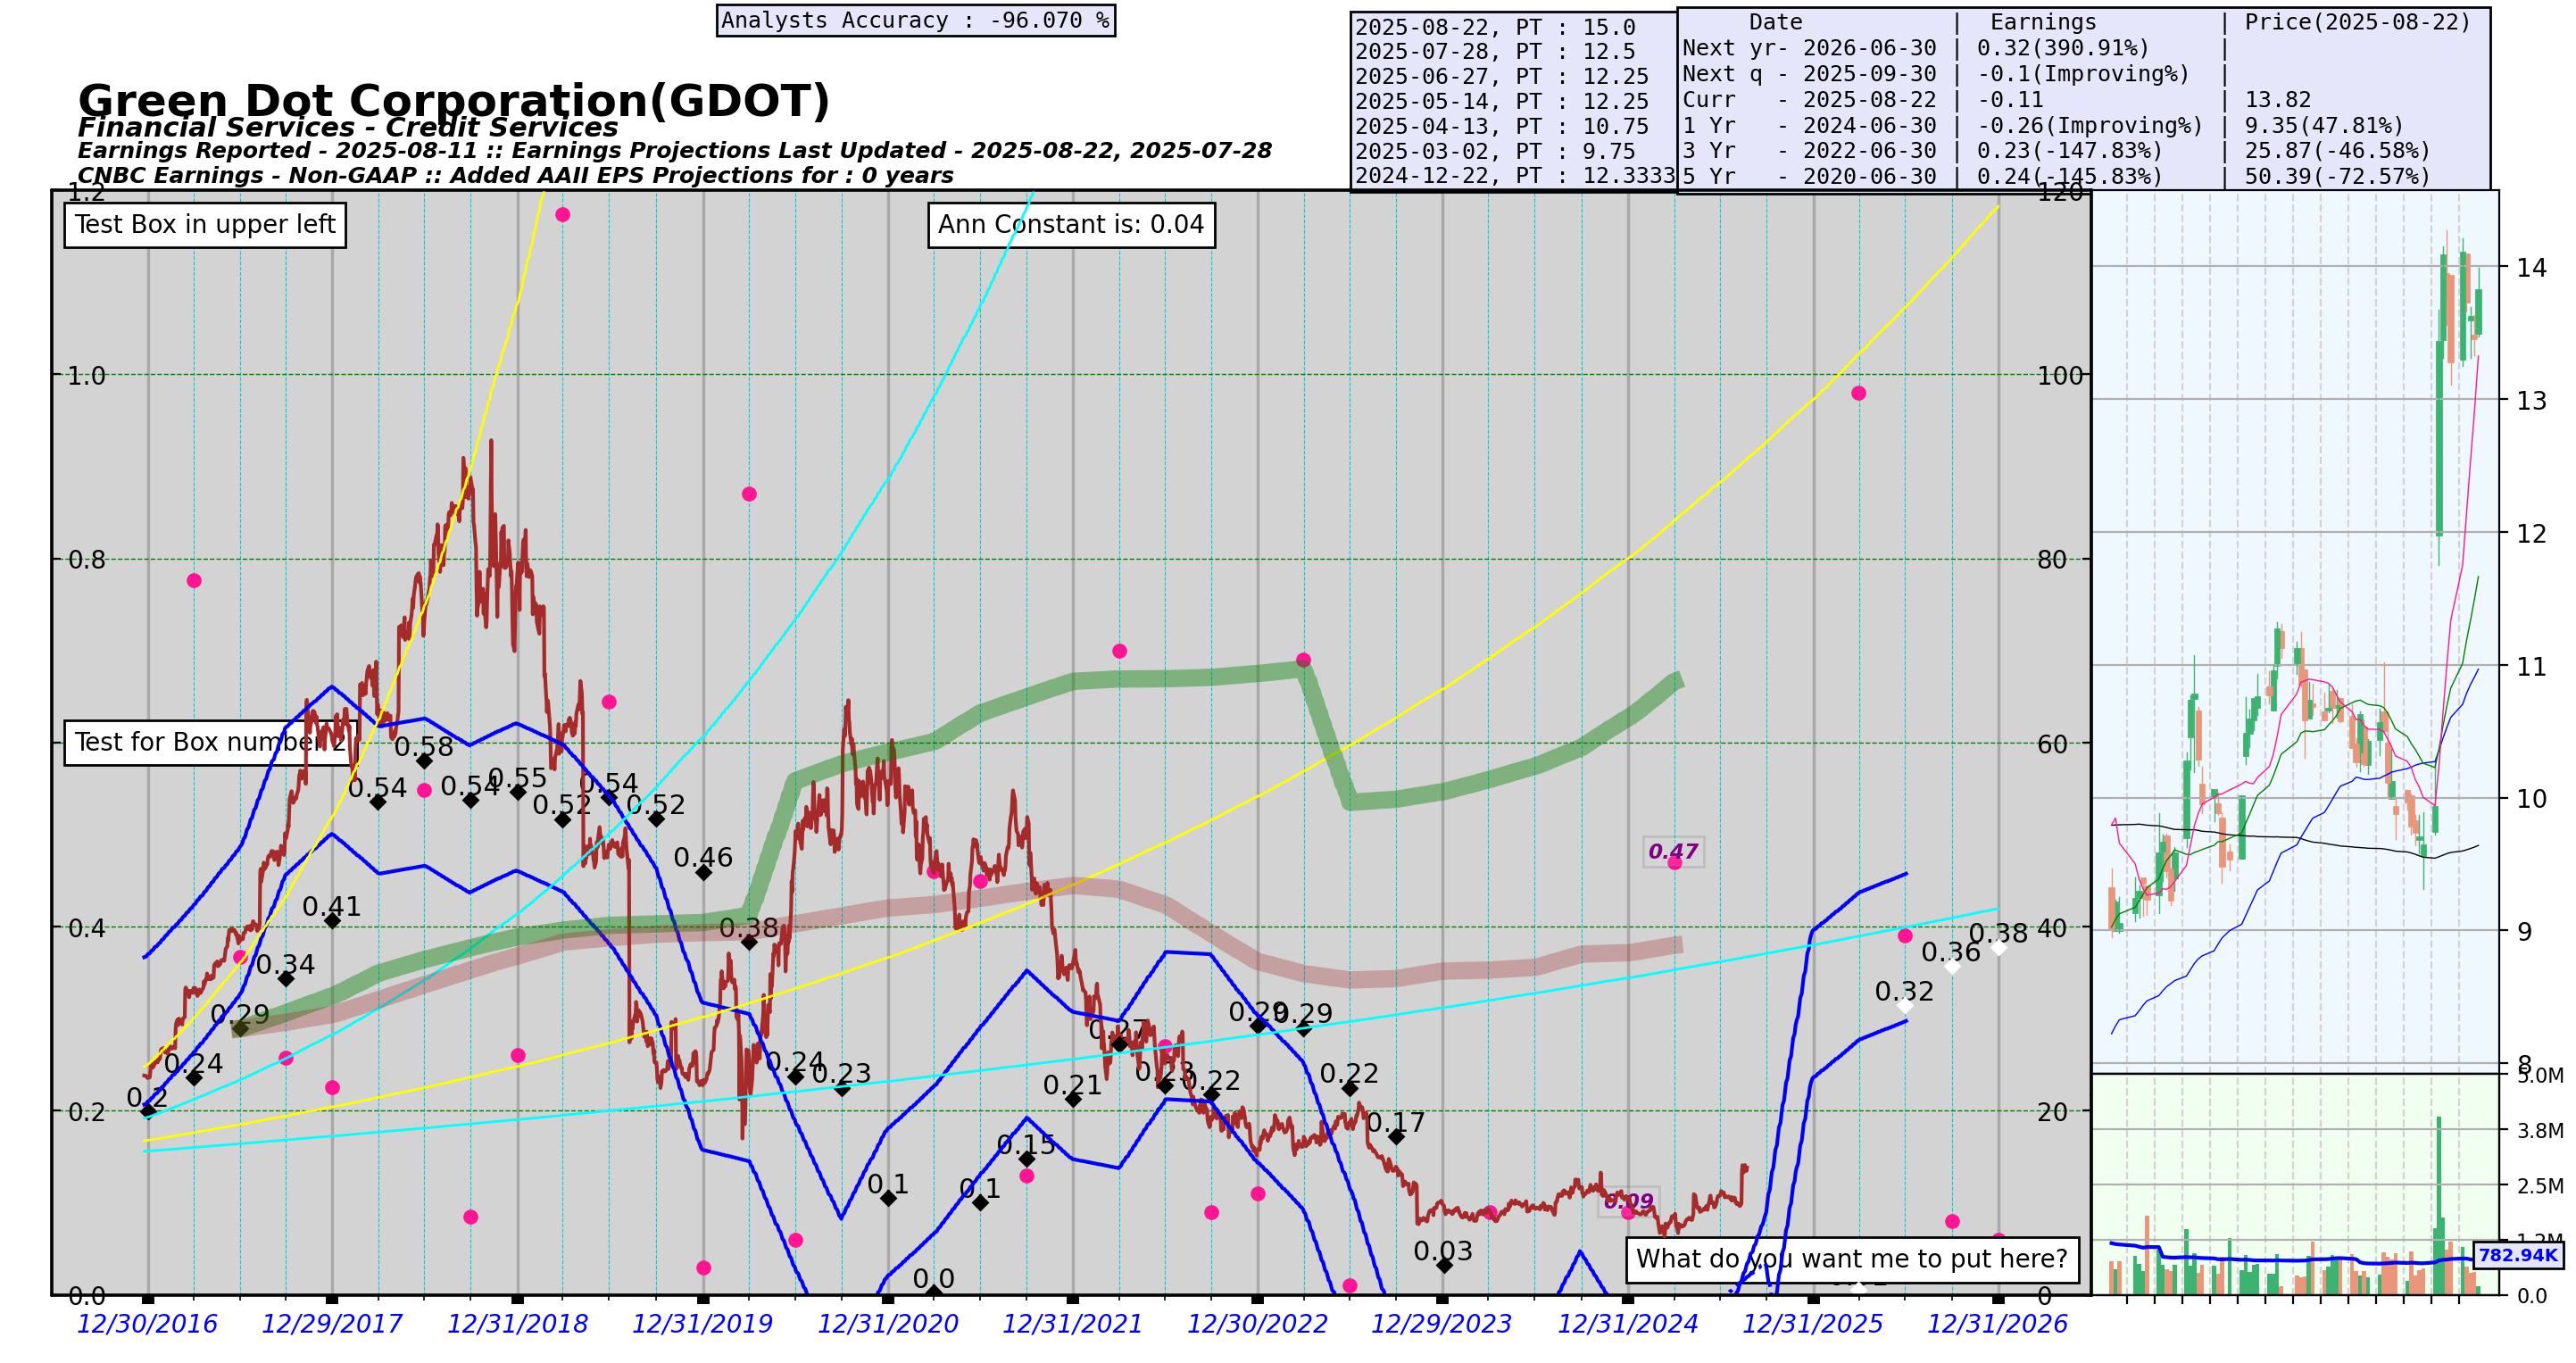 Analysts Accuracy : -96.070 %
2025-08-22, PT : 15.0
2025-07-28, PT : 12.5
2025-06-27, PT : 12.25
2025-05-14, PT : 12.25
2025-04-13, PT : 10.75
2025-03-02, PT : 9.75
2024-12-22, PT : 12.3333
Date | Earnings | Price(2025-08-22)
Next yr- 2026-06-30 | 0.32(390.91%) |
Next q - 2025-09-30 | -0.1(Improving%) |
Curr - 2025-08-22 | -0.11 | 13.82
1 Yr - 2024-06-30 | -0.26(Improving%) | 9.35(47.81%)
3 Yr - 2022-06-30 | 0.23(-147.83%) | 25.87(-46.58%)
5 Yr - 2020-06-30 | 0.24(-145.83%) | 50.39(-72.57%)
Green Dot Corporation(GDOT)
Financial Services - Credit Services
Earnings Reported - 2025-08-11 :: Earnings Projections Last Updated - 2025-08-22, 2025-07-28
CNBC Earnings - Non-GAAP :: Added AAII EPS Projections for : 0 years
Test Box in upper left
Ann Constant is: 0.04
Test for Box number 2
What do you want me to put here?
1.2
1.0
0.8
0.4
0.2
0.0
120
100
80
60
40
20
0
0.2
0.24
0.29
0.34
0.41
0.54
0.58
0.54
0.55
0.52
0.54
0.52
0.46
0.38
0.24
0.23
0.1
0.0
0.1
0.15
0.21
0.27
0.23
0.22
0.29
0.29
0.22
0.17
0.03
0.09
0.47
0.32
0.36
0.38
14
13
12
11
10
9
8
5.0M
3.8M
2.5M
1.2M
782.94K
0.0
12/30/2016
12/29/2017
12/31/2018
12/31/2019
12/31/2020
12/31/2021
12/30/2022
12/29/2023
12/31/2024
12/31/2025
12/31/2026